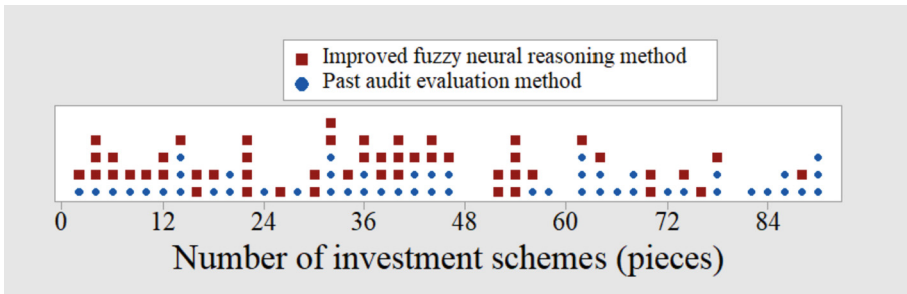 Improved fuzzy neural reasoning method
Past audit evaluation method
0 12 24 36 48 60 72 84
Number of investment schemes (pieces)